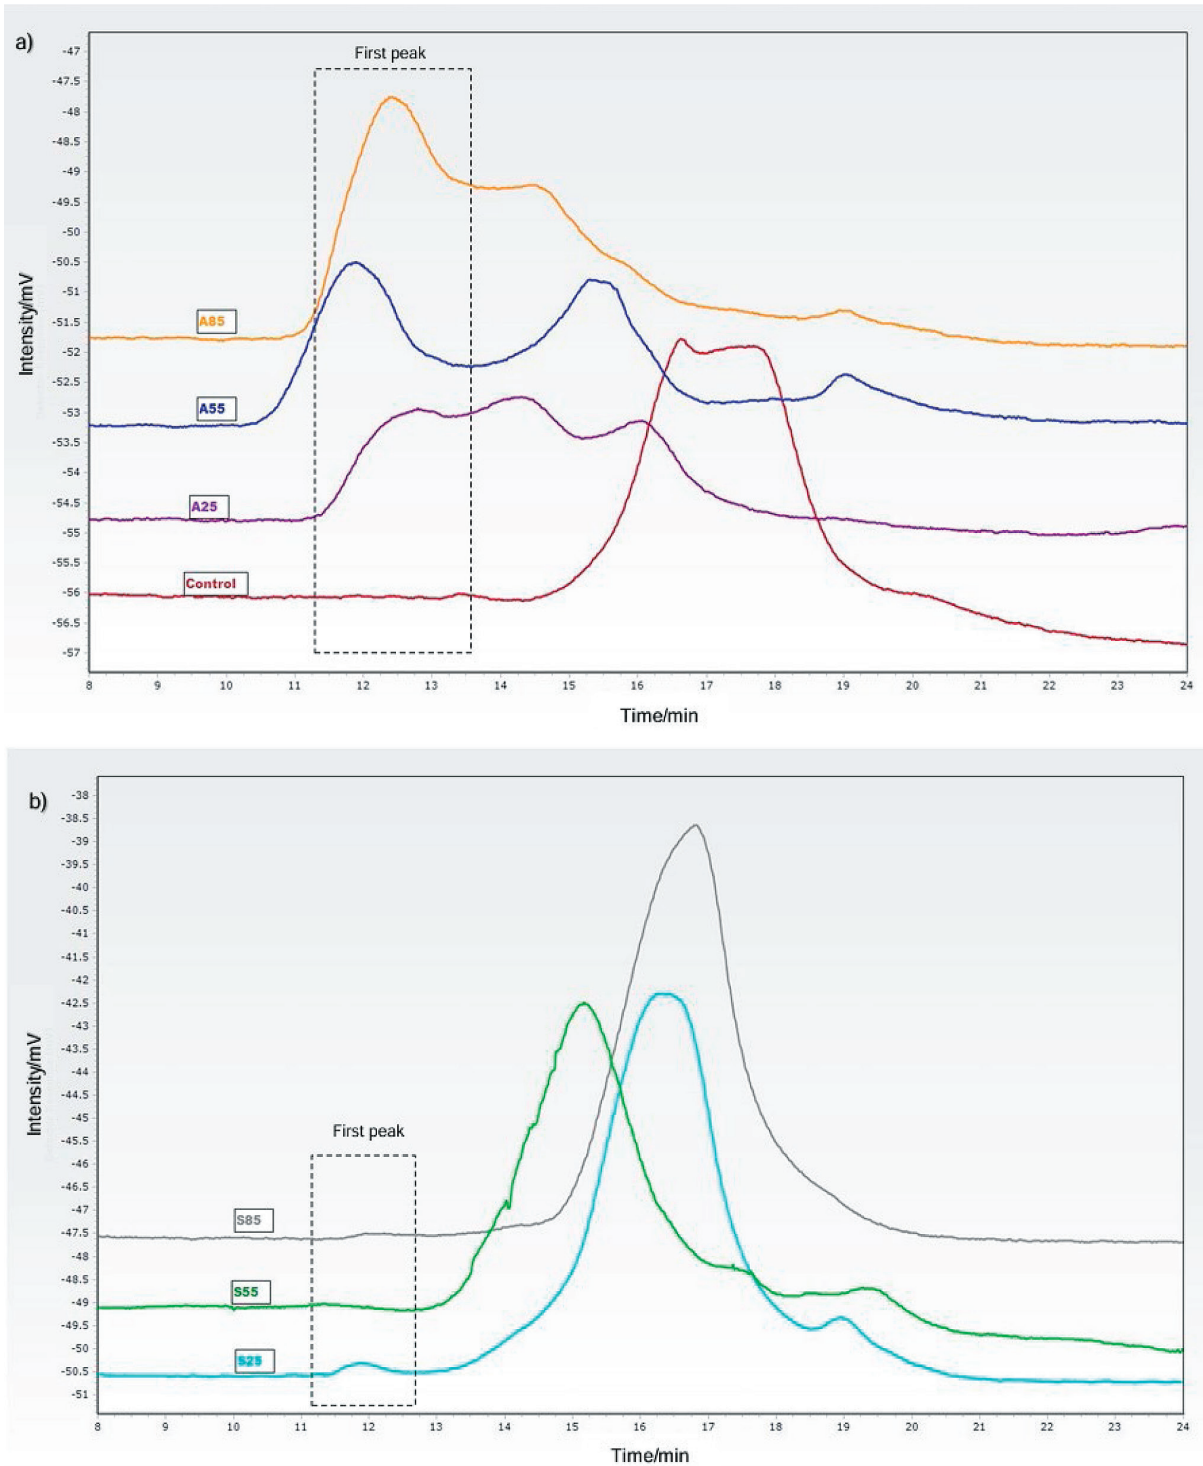 a)
First peak
-47
-47.5
-48
-48.5
-49
-49.5
-50
-50.5
-51
-51.5
-52
-52.5
-53
-53.5
-54
-54.5
-55
-55.5
-56
-56.5
-57
Intensity/mV
A85
A55
A25
Control
8 9 10 11 12 13 14 15 16 17 18 19 20 21 22 23 24
Time/min
b)
First peak
-38
-38.5
-39
-39.5
-40
-40.5
-41
-41.5
-42
-42.5
-43
-43.5
-44
-44.5
-45
-45.5
-46
-46.5
-47
-47.5
-48
-48.5
-49
-49.5
-50
-50.5
-51
Intensity/mV
S85
S55
S25
8 9 10 11 12 13 14 15 16 17 18 19 20 21 22 23 24
Time/min